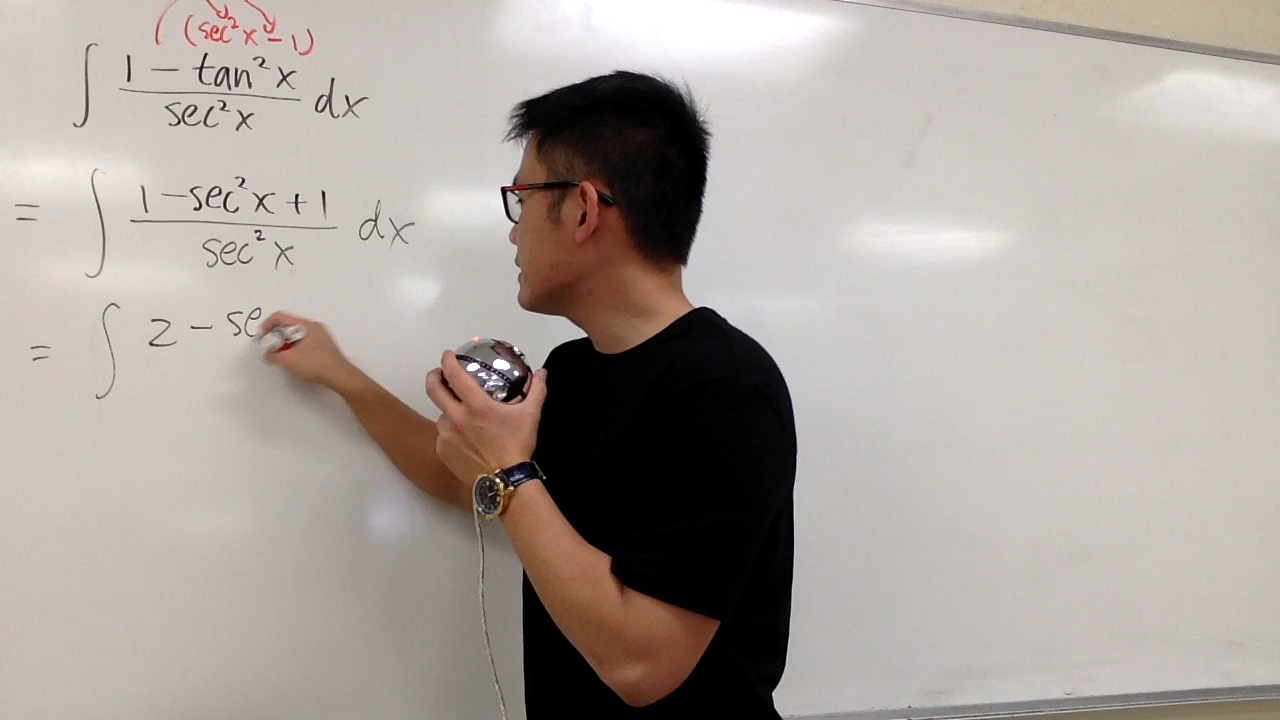 (sec²x - 1)
∫ (1 - tan²x)/(sec²x) dx
= ∫ (1 - sec²x + 1)/(sec²x) dx
= ∫ 2 - se